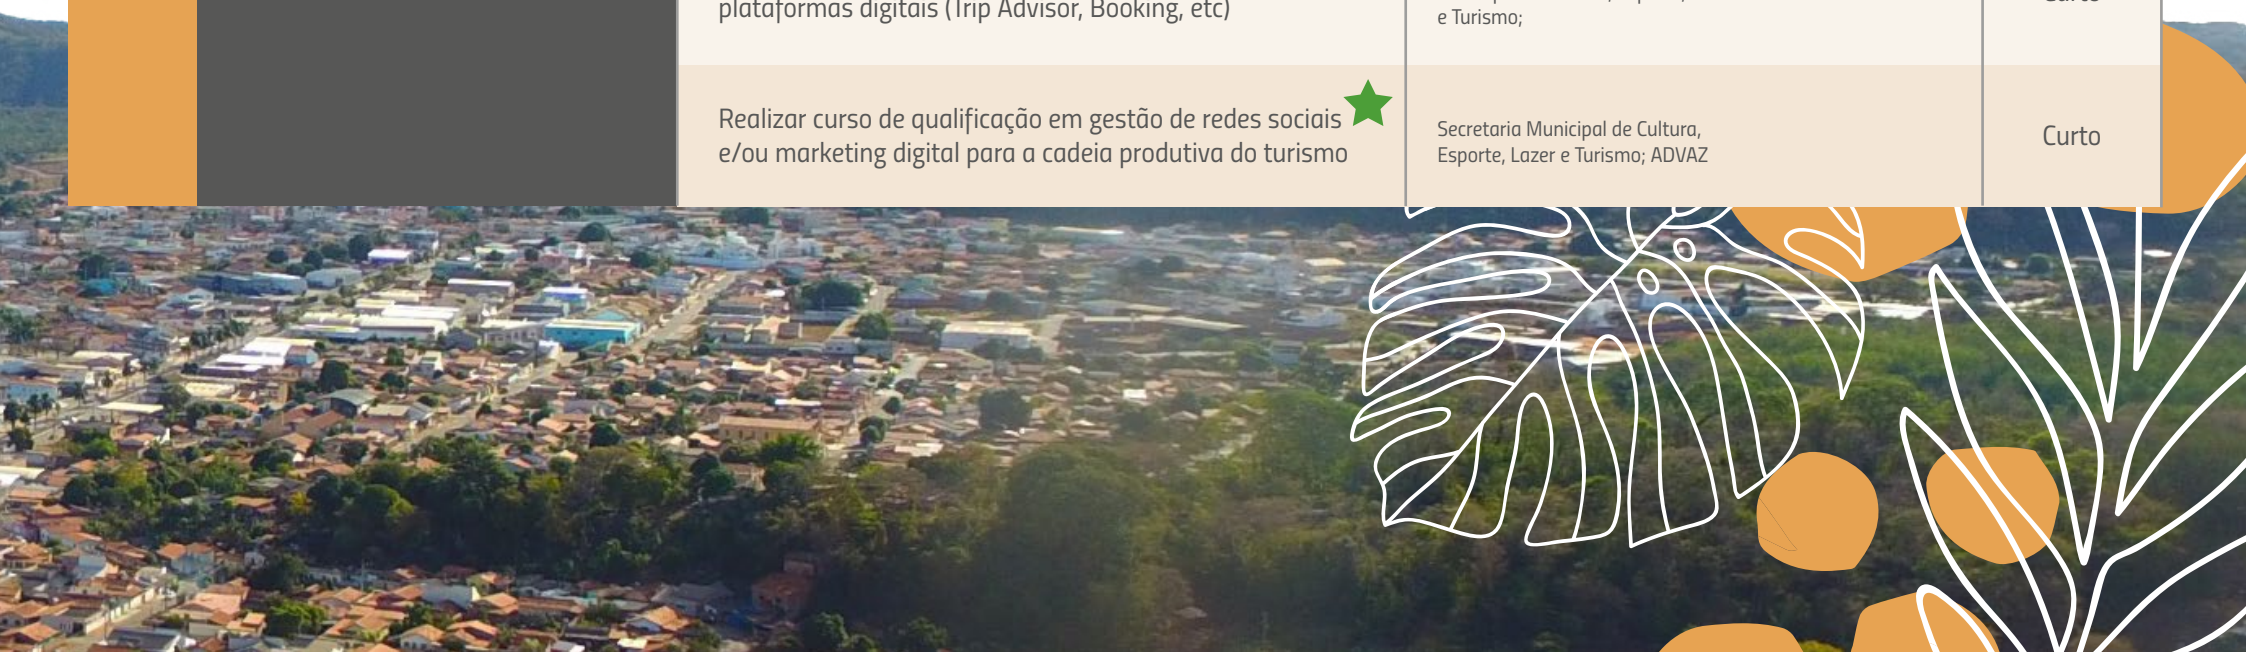 plataformas digitais (Trip Advisor, Booking, etc)
e Turismo;
Curto
Realizar curso de qualificação em gestão de redes sociais
e/ou marketing digital para a cadeia produtiva do turismo
Secretaria Municipal de Cultura,
Esporte, Lazer e Turismo; ADVAZ
Curto